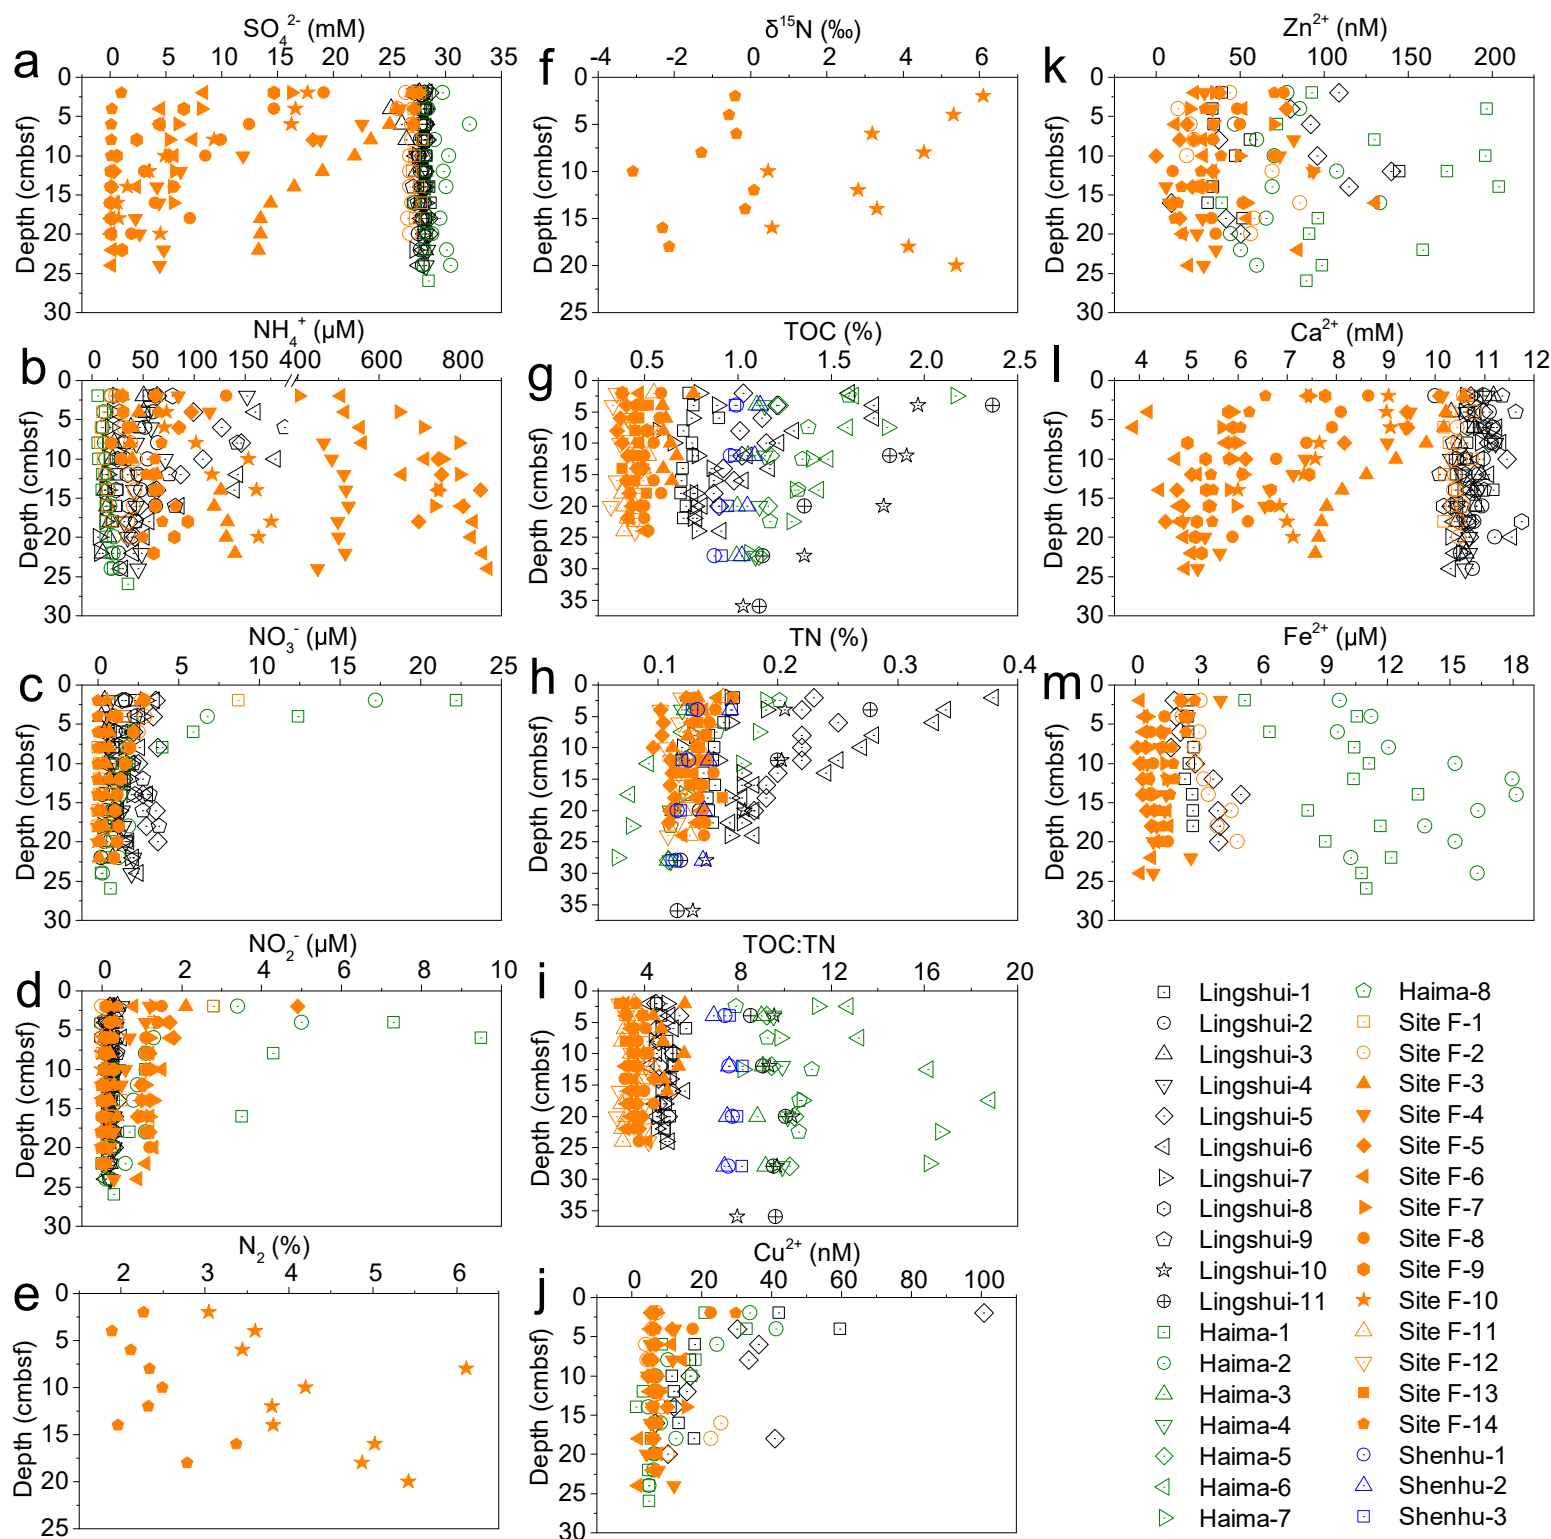 a
SO₄²⁻ (mM)
0 5 10 15 20 25 30 35
Depth (cmbsf)
0
5
10
15
20
25
30
b
NH₄⁺ (µM)
0 50 100 150 400 600 800
Depth (cmbsf)
0
5
10
15
20
25
30
c
NO₃⁻ (µM)
0 5 10 15 20 25
Depth (cmbsf)
0
5
10
15
20
25
30
d
NO₂⁻ (µM)
0 2 4 6 8 10
Depth (cmbsf)
0
5
10
15
20
25
30
e
N₂ (%)
2 3 4 5 6
Depth (cmbsf)
0
5
10
15
20
25
f
δ¹⁵N (‰)
-4 -2 0 2 4 6
Depth (cmbsf)
0
5
10
15
20
25
g
TOC (%)
0.5 1.0 1.5 2.0 2.5
Depth (cmbsf)
0
5
10
15
20
25
30
35
h
TN (%)
0.1 0.2 0.3 0.4
Depth (cmbsf)
0
5
10
15
20
25
30
35
i
TOC:TN
4 8 12 16 20
Depth (cmbsf)
0
5
10
15
20
25
30
35
j
Cu²⁺ (nM)
0 20 40 60 80 100
Depth (cmbsf)
0
5
10
15
20
25
30
k
Zn²⁺ (nM)
0 50 100 150 200
Depth (cmbsf)
0
5
10
15
20
25
30
l
Ca²⁺ (mM)
4 5 6 7 8 9 10 11 12
Depth (cmbsf)
0
5
10
15
20
25
30
m
Fe²⁺ (µM)
0 3 6 9 12 15 18
Depth (cmbsf)
0
5
10
15
20
25
30
Lingshui-1
Lingshui-2
Lingshui-3
Lingshui-4
Lingshui-5
Lingshui-6
Lingshui-7
Lingshui-8
Lingshui-9
Lingshui-10
Lingshui-11
Haima-1
Haima-2
Haima-3
Haima-4
Haima-5
Haima-6
Haima-7
Haima-8
Site F-1
Site F-2
Site F-3
Site F-4
Site F-5
Site F-6
Site F-7
Site F-8
Site F-9
Site F-10
Site F-11
Site F-12
Site F-13
Site F-14
Shenhu-1
Shenhu-2
Shenhu-3